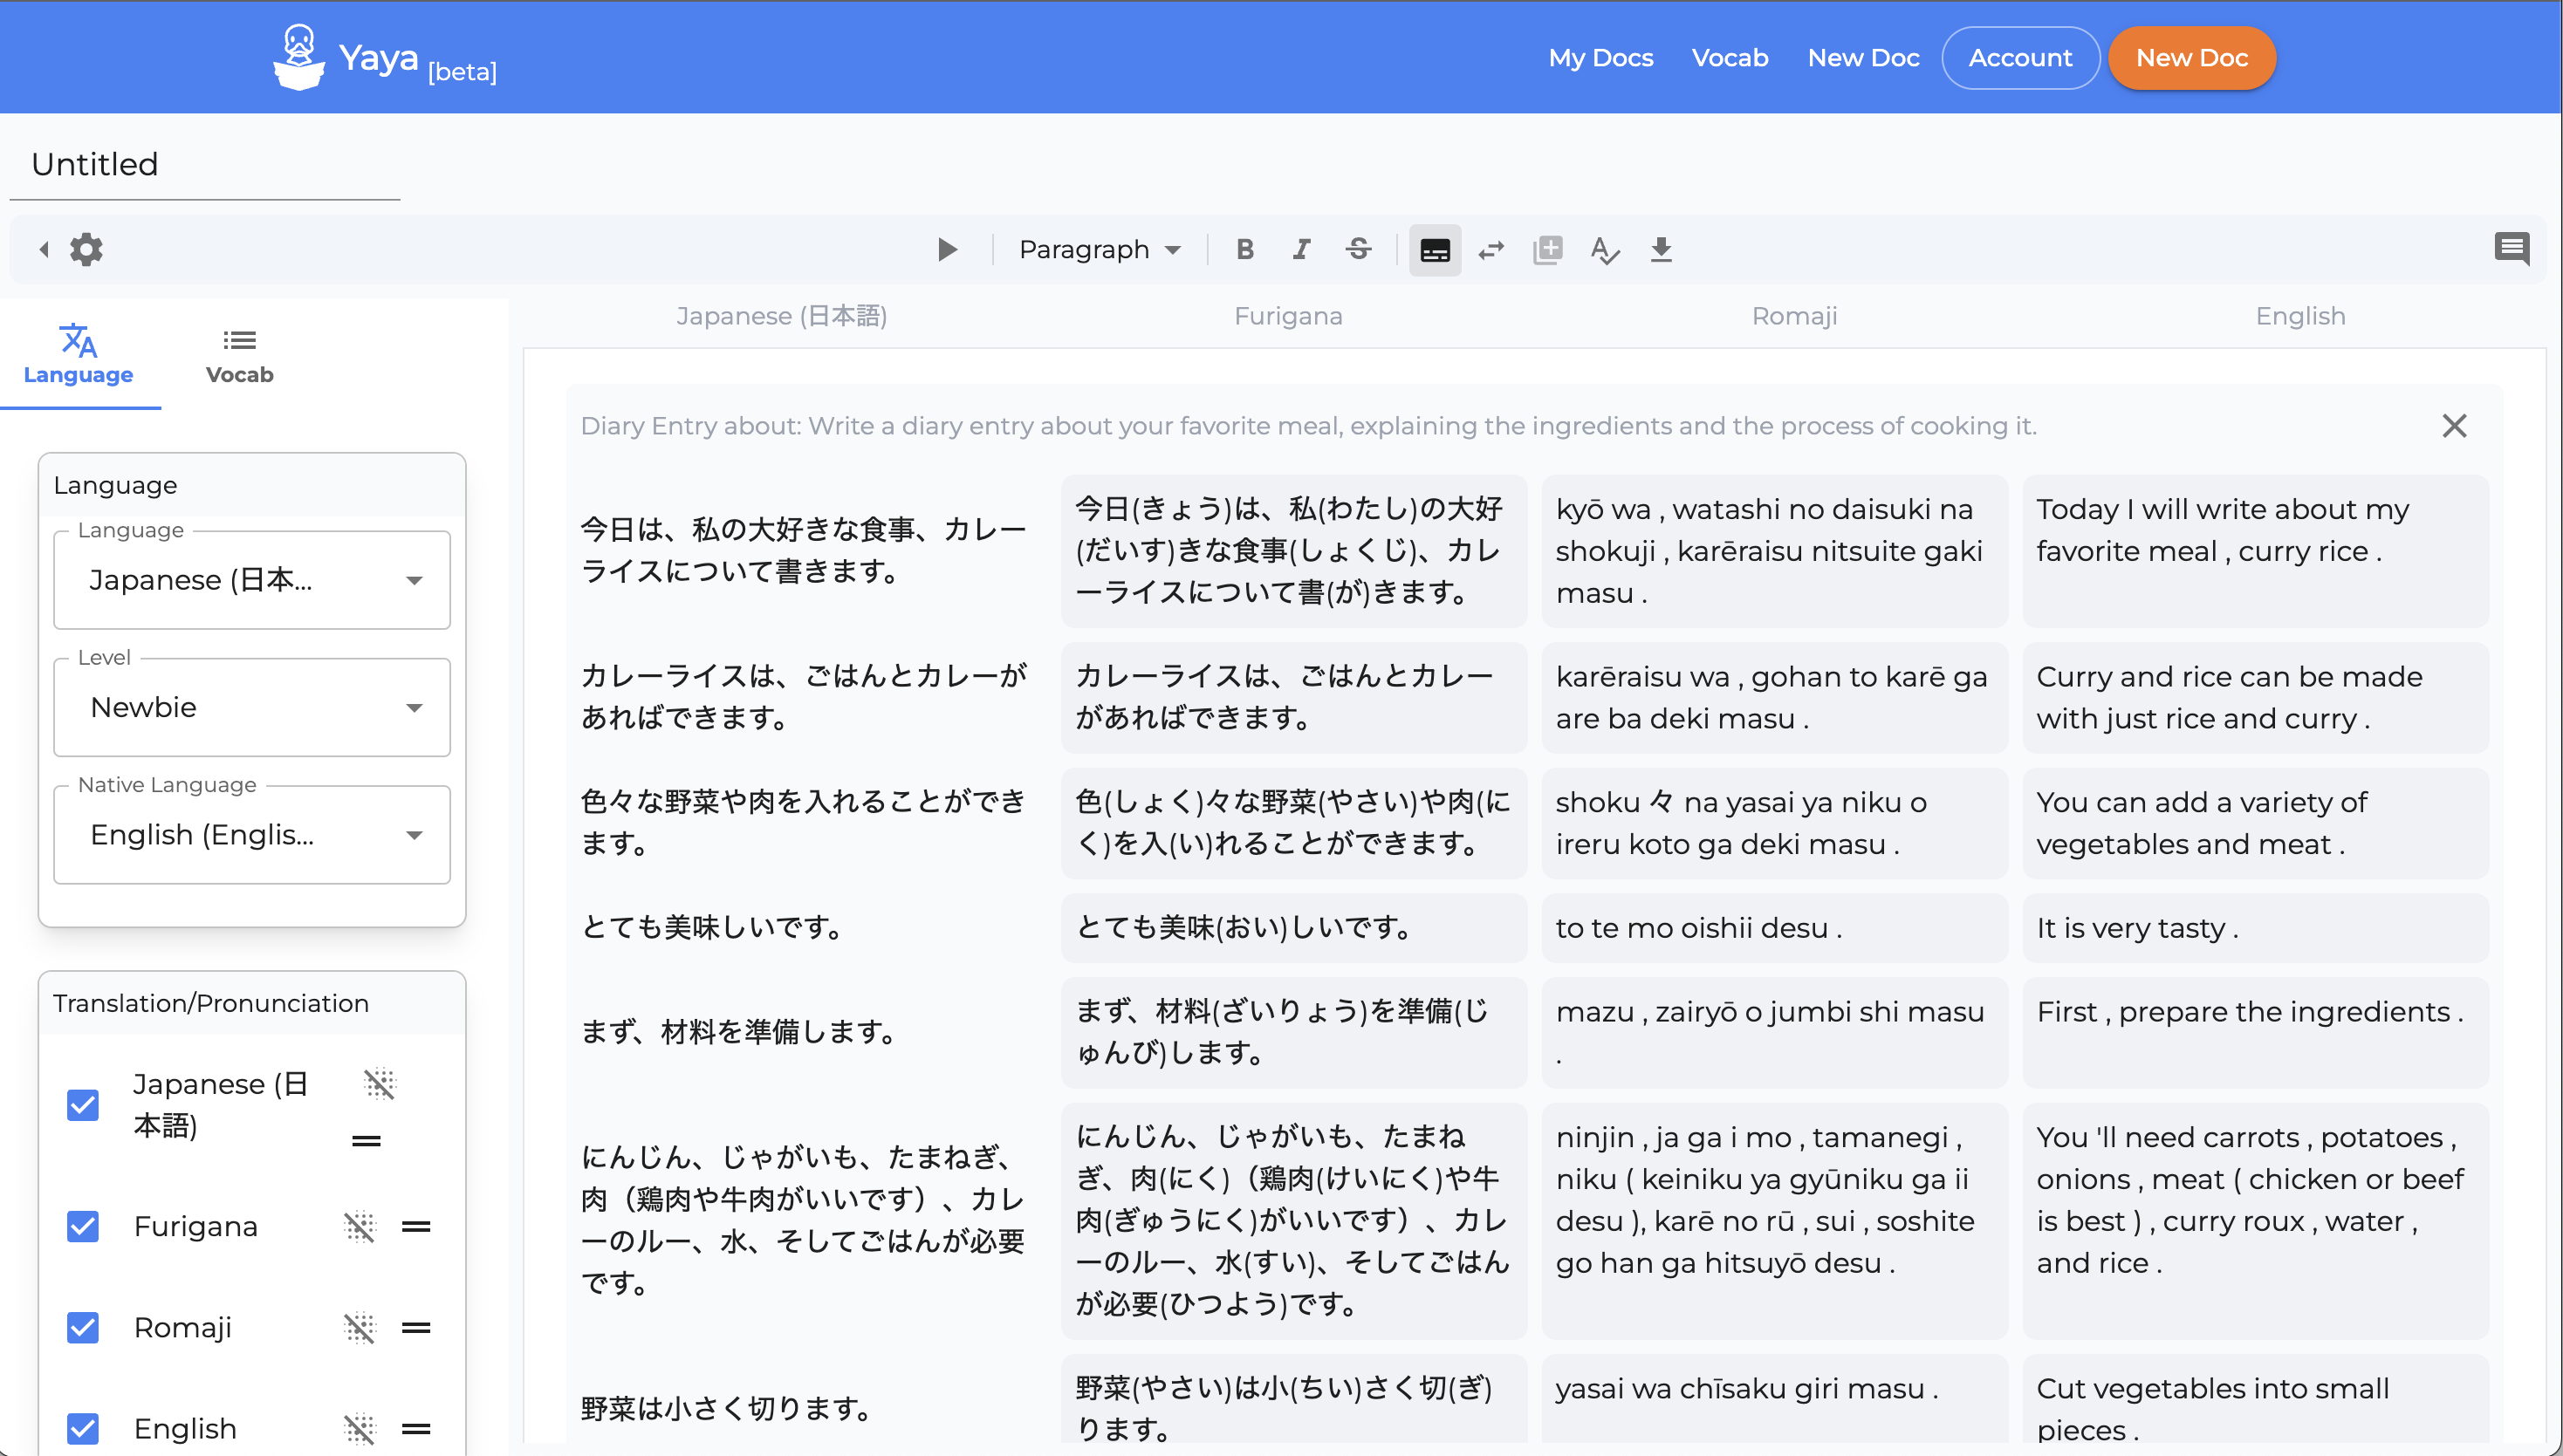 Yaya [beta]
My Docs
Vocab
New Doc
Account
New Doc
Untitled
Paragraph
B
I
S
Language
Vocab
Language
Language
Japanese (日本...
Level
Newbie
Native Language
English (Englis...
Translation/Pronunciation
Japanese (日
本語)
Furigana
Romaji
English
Japanese (日本語)
Furigana
Romaji
English
Diary Entry about: Write a diary entry about your favorite meal, explaining the ingredients and the process of cooking it.
今日は、私の大好きな食事、カレー
ライスについて書きます。
今日(きょう)は、私(わたし)の大好
(だいす)きな食事(しょくじ)、カレ
ーライスについて書(が)きます。
kyō wa , watashi no daisuki na
shokuji , karēraisu nitsuite gaki
masu .
Today I will write about my
favorite meal , curry rice .
カレーライスは、ごはんとカレーが
あればできます。
カレーライスは、ごはんとカレー
があればできます。
karēraisu wa , gohan to karē ga
are ba deki masu .
Curry and rice can be made
with just rice and curry .
色々な野菜や肉を入れることができ
ます。
色(しょく)々な野菜(やさい)や肉(に
く)を入(い)れることができます。
shoku 々 na yasai ya niku o
ireru koto ga deki masu .
You can add a variety of
vegetables and meat .
とても美味しいです。
とても美味(おい)しいです。
to te mo oishii desu .
It is very tasty .
まず、材料を準備します。
まず、材料(ざいりょう)を準備(じ
ゅんび)します。
mazu , zairyō o jumbi shi masu
.
First , prepare the ingredients .
にんじん、じゃがいも、たまねぎ、
肉（鶏肉や牛肉がいいです）、カレ
ーのルー、水、そしてごはんが必要
です。
にんじん、じゃがいも、たまね
ぎ、肉(にく)（鶏肉(けいにく)や牛
肉(ぎゅうにく)がいいです）、カレ
ーのルー、水(すい)、そしてごはん
が必要(ひつよう)です。
ninjin , ja ga i mo , tamanegi ,
niku ( keiniku ya gyūniku ga ii
desu ), karē no rū , sui , soshite
go han ga hitsuyō desu .
You 'll need carrots , potatoes ,
onions , meat ( chicken or beef
is best ) , curry roux , water ,
and rice .
野菜は小さく切ります。
野菜(やさい)は小(ちい)さく切(ぎ)
ります。
yasai wa chīsaku giri masu .
Cut vegetables into small
pieces .